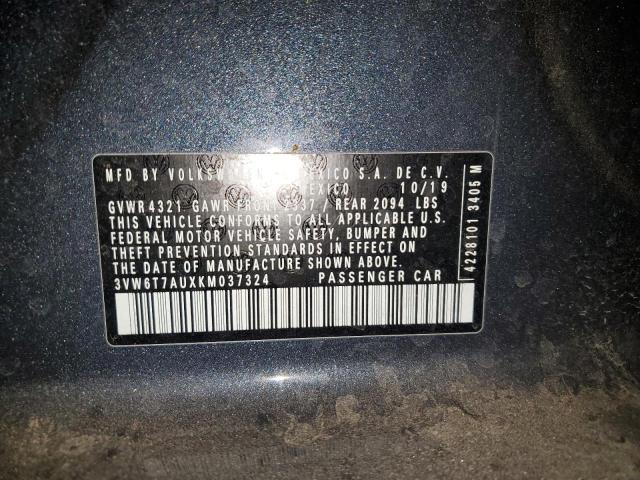 MFD BY VOLKSWAGEN DE MEXICO S.A. DE C.V.
MEXICO 10/19
GVWR 4321 GAWR FRONT / REAR 2094 LBS
THIS VEHICLE CONFORMS TO ALL APPLICABLE U.S.
FEDERAL MOTOR VEHICLE SAFETY, BUMPER AND
THEFT PREVENTION STANDARDS IN EFFECT ON
THE DATE OF MANUFACTURE SHOWN ABOVE.
3VW6T7AUXKM037324 PASSENGER CAR
4228101 3405 M